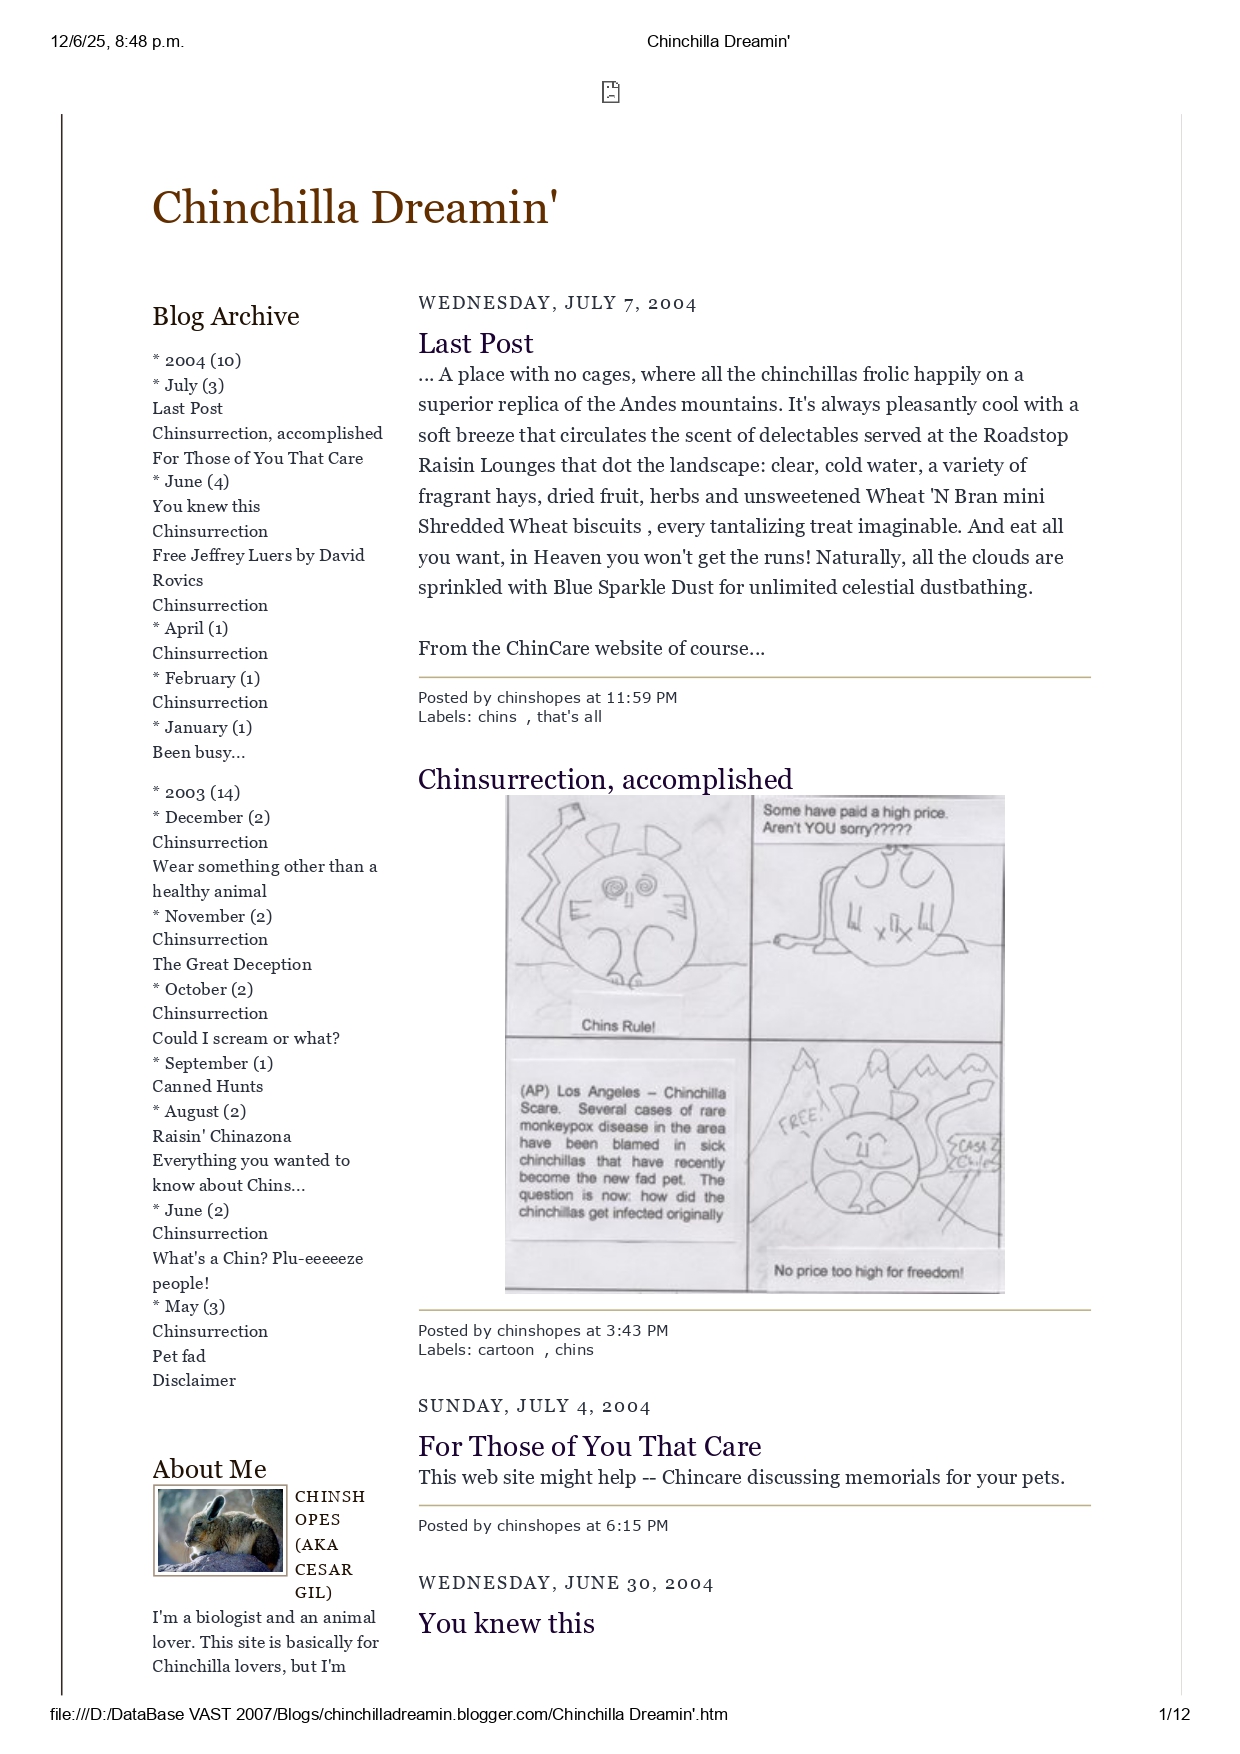 12/6/25, 8:48 p.m.
Chinchilla Dreamin'
Chinchilla Dreamin'
Blog Archive
* 2004 (10)
* July (3)
Last Post
Chinsurrection, accomplished
For Those of You That Care
* June (4)
You knew this
Chinsurrection
Free Jeffrey Luers by David
Rovics
Chinsurrection
* April (1)
Chinsurrection
* February (1)
Chinsurrection
* January (1)
Been busy...
* 2003 (14)
* December (2)
Chinsurrection
Wear something other than a
healthy animal
* November (2)
Chinsurrection
The Great Deception
* October (2)
Chinsurrection
Could I scream or what?
* September (1)
Canned Hunts
* August (2)
Raisin' Chinazona
Everything you wanted to
know about Chins...
* June (2)
Chinsurrection
What's a Chin? Plu-eeeeeze
people!
* May (3)
Chinsurrection
Pet fad
Disclaimer
About Me
CHINSH
OPES
(AKA
CESAR
GIL)
I'm a biologist and an animal
lover. This site is basically for
Chinchilla lovers, but I'm
WEDNESDAY, JULY 7, 2004
Last Post
... A place with no cages, where all the chinchillas frolic happily on a
superior replica of the Andes mountains. It's always pleasantly cool with a
soft breeze that circulates the scent of delectables served at the Roadstop
Raisin Lounges that dot the landscape: clear, cold water, a variety of
fragrant hays, dried fruit, herbs and unsweetened Wheat 'N Bran mini
Shredded Wheat biscuits , every tantalizing treat imaginable. And eat all
you want, in Heaven you won't get the runs! Naturally, all the clouds are
sprinkled with Blue Sparkle Dust for unlimited celestial dustbathing.
From the ChinCare website of course...
Posted by chinshopes at 11:59 PM
Labels: chins , that's all
Chinsurrection, accomplished
Chins Rule!
Some have paid a high price.
Aren't YOU sorry?????
(AP) Los Angeles – Chinchilla
Scare. Several cases of rare
monkeypox disease in the area
have been blamed in sick
chinchillas that have recently
become the new fad pet. The
question is now: how did the
chinchillas get infected originally
FREE!
CASA
Chile
No price too high for freedom!
Posted by chinshopes at 3:43 PM
Labels: cartoon , chins
SUNDAY, JULY 4, 2004
For Those of You That Care
This web site might help -- Chincare discussing memorials for your pets.
Posted by chinshopes at 6:15 PM
WEDNESDAY, JUNE 30, 2004
You knew this
file:///D:/DataBase VAST 2007/Blogs/chinchilladreamin.blogger.com/Chinchilla Dreamin'.htm
1/12